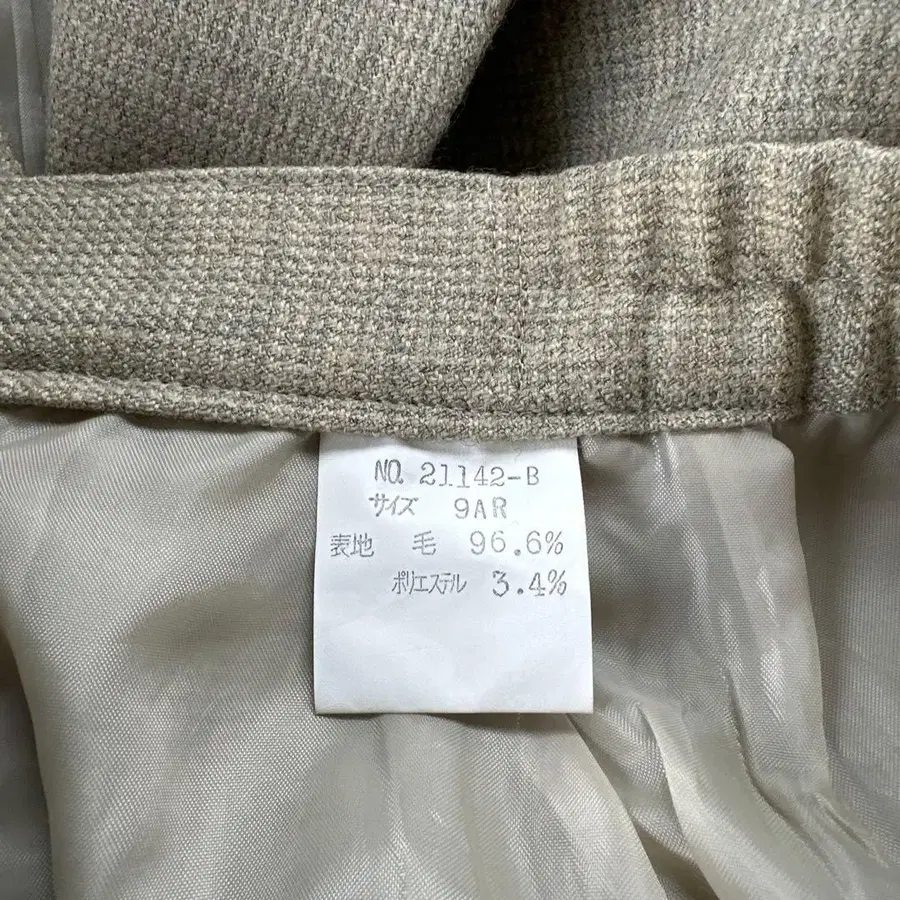 NO. 21142-B
サイズ 9AR
表地 毛 96.6%
ポリエステル 3.4%